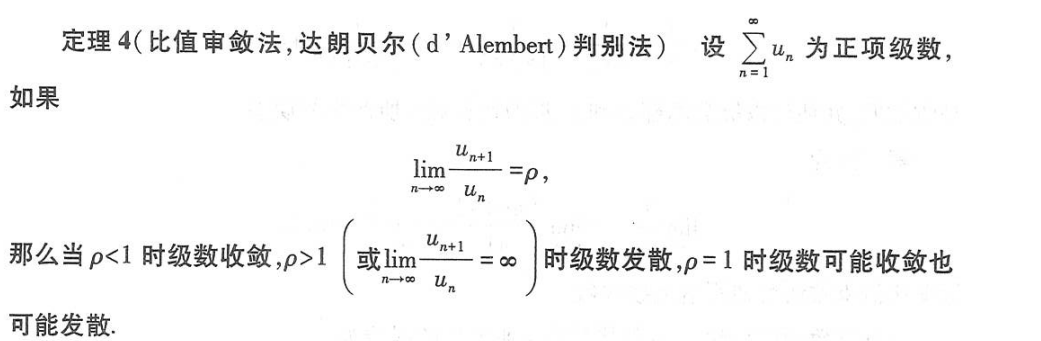 定理 4(比值审敛法,达朗贝尔(d’Alembert)判别法) 设 $\sum_{n=1}^{\infty} u_n$ 为正项级数,
如果
$\lim_{n\to\infty}\frac{u_{n+1}}{u_n}=\rho,$
那么当 $\rho<1$ 时级数收敛,$\rho>1$ $\left(或\lim_{n\to\infty}\frac{u_{n+1}}{u_n}=\infty\right)$ 时级数发散,$\rho=1$ 时级数可能收敛也
可能发散.